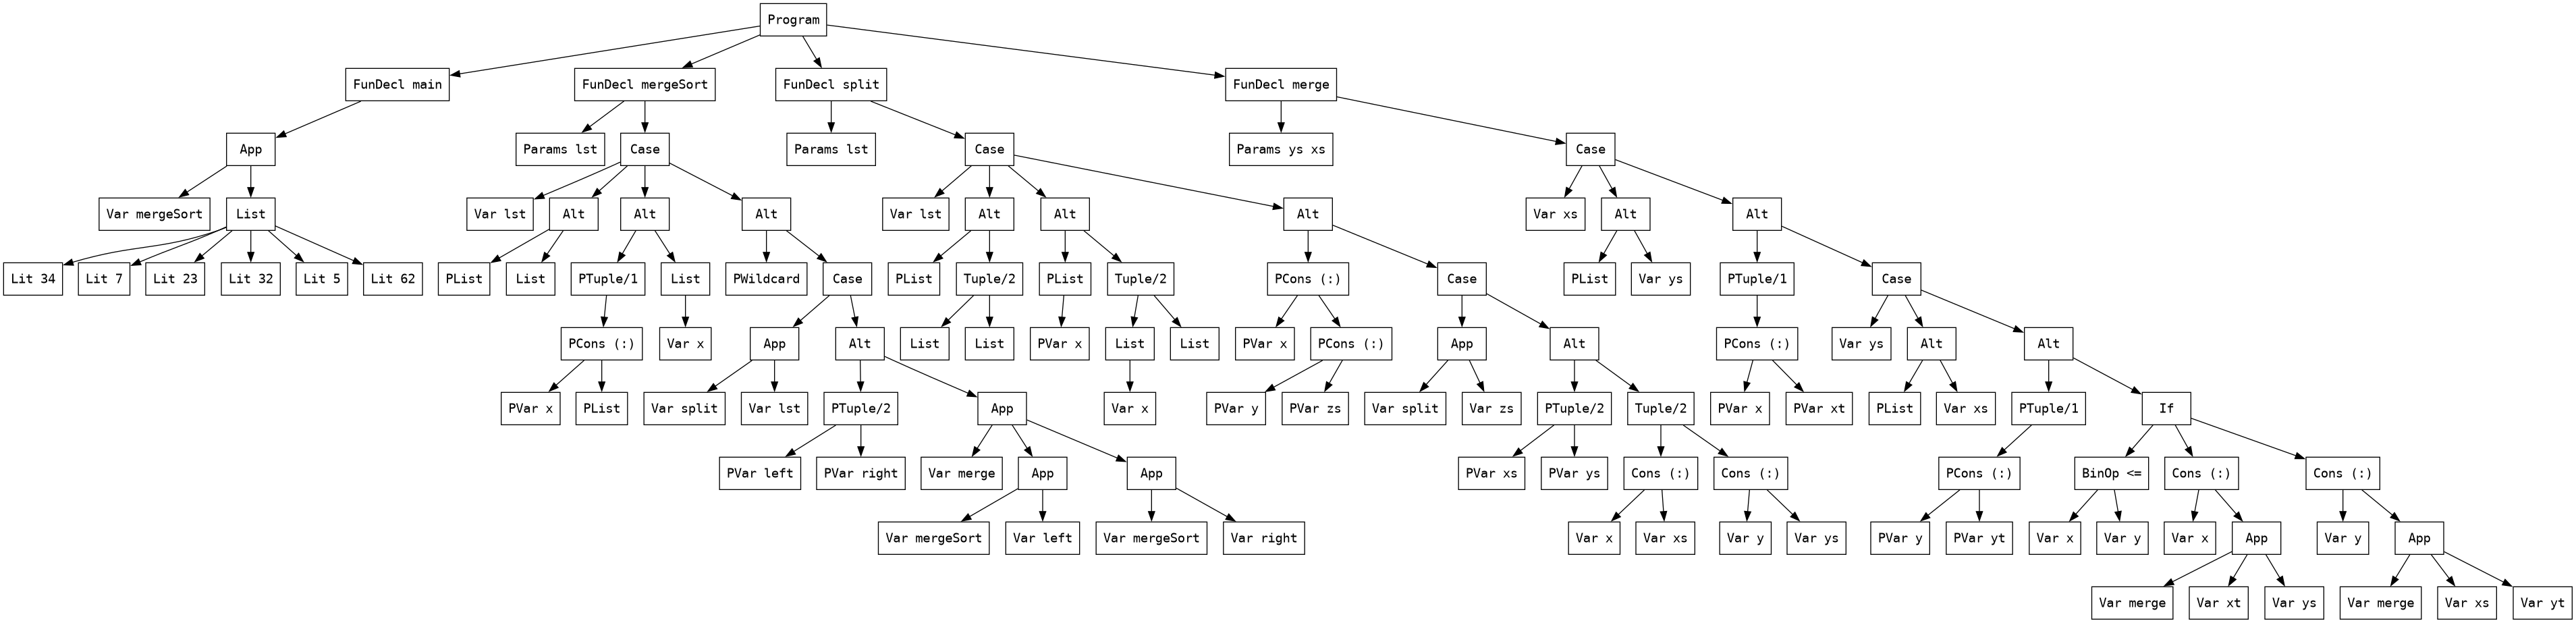 Program
FunDecl main FunDecl mergeSort FunDecl split FunDecl merge
App Params lst Case Params lst Case Params ys xs Case
Var mergeSort List Var lst Alt Alt Alt Var lst Alt Alt Alt Var xs Alt Alt
Lit 34 Lit 7 Lit 23 Lit 32 Lit 5 Lit 62 PList List PTuple/1 List PWildcard Case PList Tuple/2 PList Tuple/2 PCons (:) Case PList Var ys PTuple/1 Case
PCons (:) Var x App Alt List List PVar x List List PVar x PCons (:) App Alt PCons (:) Var ys Alt Alt
PVar x PList Var split Var lst PTuple/2 App Var x PVar y PVar zs Var split Var zs PTuple/2 Tuple/2 PVar x PVar xt PList Var xs PTuple/1 If
PVar left PVar right Var merge App App PVar xs PVar ys Cons (:) Cons (:) PCons (:) BinOp <= Cons (:) Cons (:)
Var mergeSort Var left Var mergeSort Var right Var x Var xs Var y Var ys PVar y PVar yt Var x Var y Var x App Var y App
Var merge Var xt Var ys Var merge Var xs Var yt